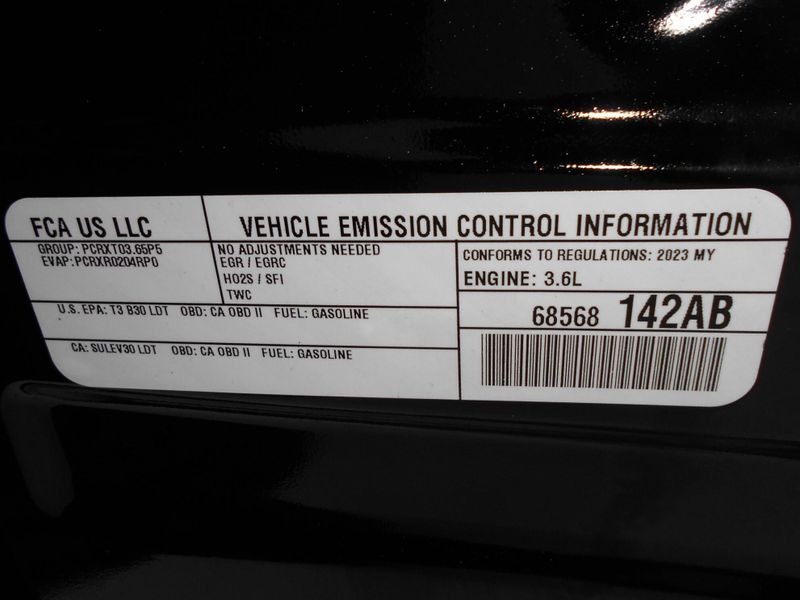 FCA US LLC
VEHICLE EMISSION CONTROL INFORMATION
GROUP: PCRXT03.65P5
EVAP:PCRXR0204RP0
NO ADJUSTMENTS NEEDED
EGR / EGRC
HO2S / SFI
TWC
CONFORMS TO REGULATIONS: 2023 MY
ENGINE: 3.6L
U.S. EPA: T3 B30 LDT OBD: CA OBD II FUEL: GASOLINE
68568 142AB
CA: SULEV30 LDT OBD: CA OBD II FUEL: GASOLINE